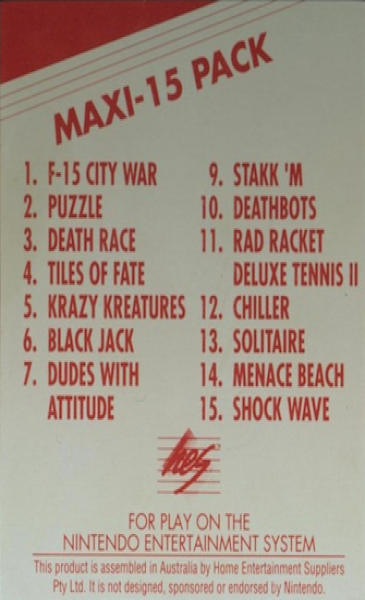 MAXI-15 PACK
1. F-15 CITY WAR
2. PUZZLE
3. DEATH RACE
4. TILES OF FATE
5. KRAZY KREATURES
6. BLACK JACK
7. DUDES WITH
ATTITUDE
9. STAKK 'M
10. DEATHBOTS
11. RAD RACKET
DELUXE TENNIS II
12. CHILLER
13. SOLITAIRE
14. MENACE BEACH
15. SHOCK WAVE
hes
FOR PLAY ON THE
NINTENDO ENTERTAINMENT SYSTEM
This product is assembled in Australia by Home Entertainment Suppliers
Pty Ltd. It is not designed, sponsored or endorsed by Nintendo.